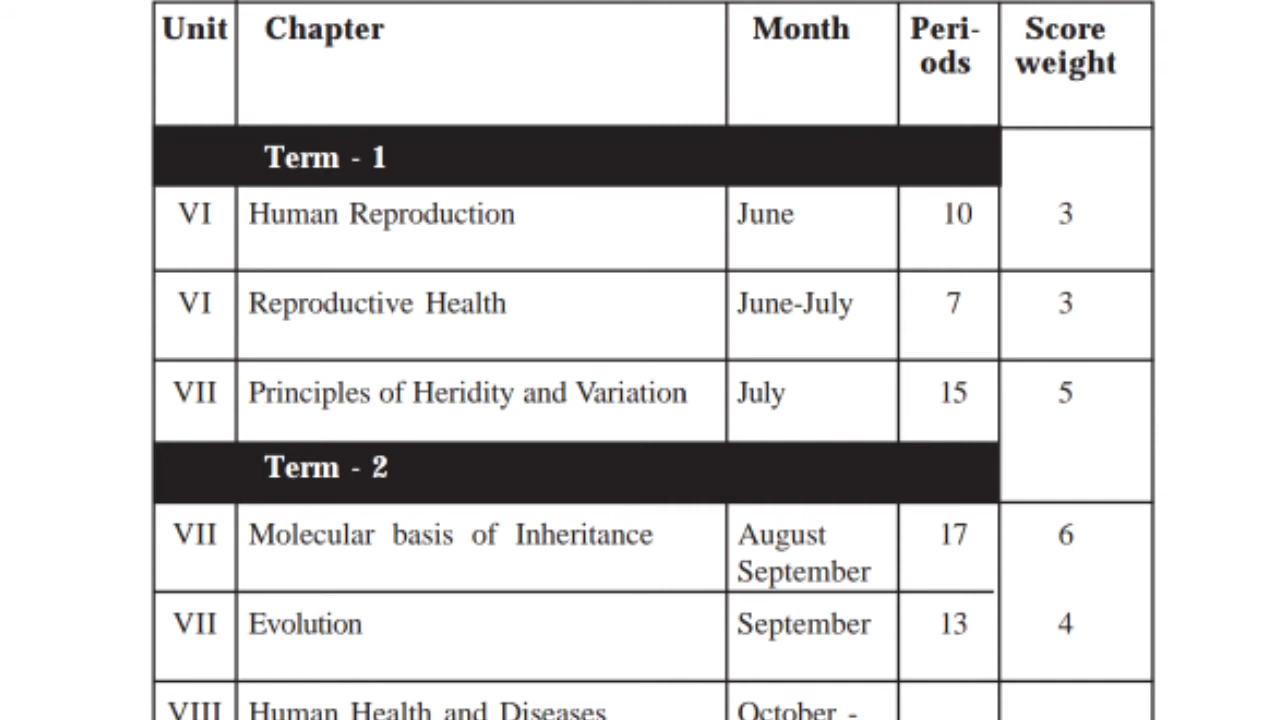 Unit Chapter Month Peri- Score
ods weight
Term - 1
VI Human Reproduction June 10 3
VI Reproductive Health June-July 7 3
VII Principles of Heridity and Variation July 15 5
Term - 2
VII Molecular basis of Inheritance August 17 6
September
VII Evolution September 13 4
VIII Human Health and Diseases October -